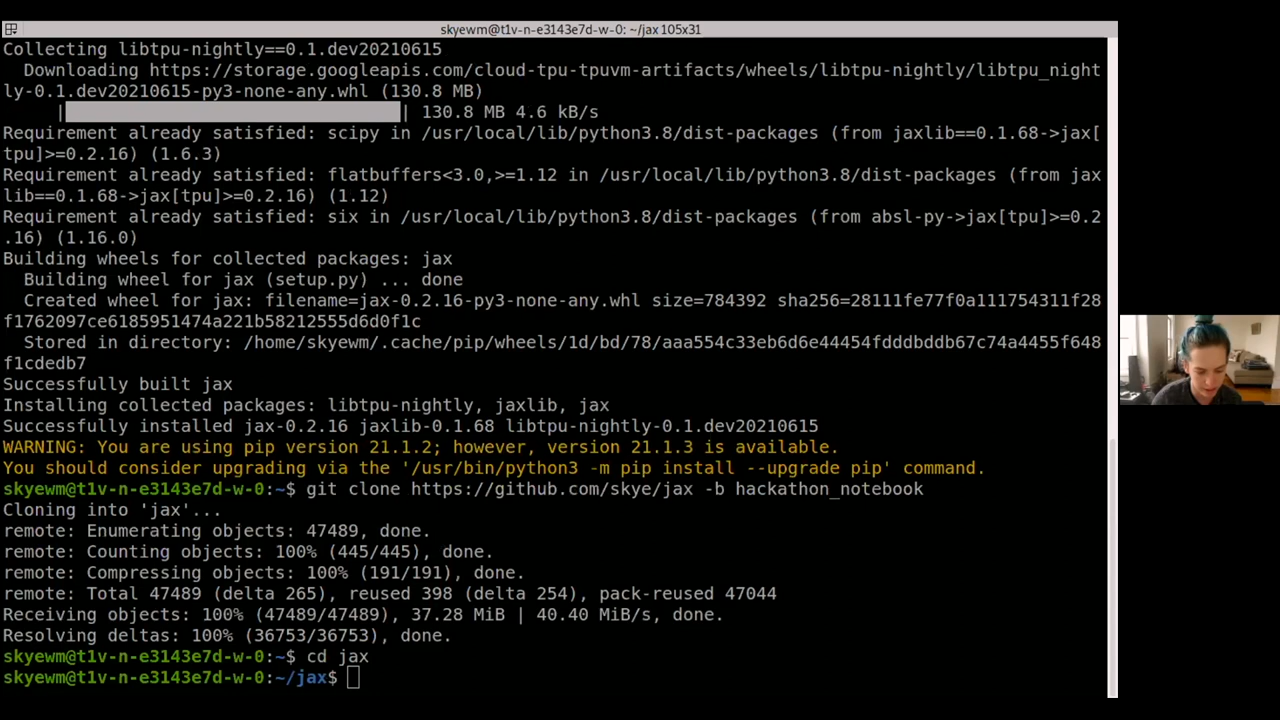 skyewm@t1v-n-e3143e7d-w-0: ~/jax 105x31
Collecting libtpu-nightly==0.1.dev20210615
  Downloading https://storage.googleapis.com/cloud-tpu-tpuvm-artifacts/wheels/libtpu-nightly/libtpu_night
ly-0.1.dev20210615-py3-none-any.whl (130.8 MB)
     |████████████████████████████████| 130.8 MB 4.6 kB/s
Requirement already satisfied: scipy in /usr/local/lib/python3.8/dist-packages (from jaxlib==0.1.68->jax[
tpu]>=0.2.16) (1.6.3)
Requirement already satisfied: flatbuffers<3.0,>=1.12 in /usr/local/lib/python3.8/dist-packages (from jax
lib==0.1.68->jax[tpu]>=0.2.16) (1.12)
Requirement already satisfied: six in /usr/local/lib/python3.8/dist-packages (from absl-py->jax[tpu]>=0.2
.16) (1.16.0)
Building wheels for collected packages: jax
  Building wheel for jax (setup.py) ... done
  Created wheel for jax: filename=jax-0.2.16-py3-none-any.whl size=784392 sha256=28111fe77f0a111754311f28
f1762097ce6185951474a221b58212555d6d0f1c
  Stored in directory: /home/skyewm/.cache/pip/wheels/1d/bd/78/aaa554c33eb6d6e44454fdddbddb67c74a4455f648
f1cdedb7
Successfully built jax
Installing collected packages: libtpu-nightly, jaxlib, jax
Successfully installed jax-0.2.16 jaxlib-0.1.68 libtpu-nightly-0.1.dev20210615
WARNING: You are using pip version 21.1.2; however, version 21.1.3 is available.
You should consider upgrading via the '/usr/bin/python3 -m pip install --upgrade pip' command.
skyewm@t1v-n-e3143e7d-w-0:~$ git clone https://github.com/skye/jax -b hackathon_notebook
Cloning into 'jax'...
remote: Enumerating objects: 47489, done.
remote: Counting objects: 100% (445/445), done.
remote: Compressing objects: 100% (191/191), done.
remote: Total 47489 (delta 265), reused 398 (delta 254), pack-reused 47044
Receiving objects: 100% (47489/47489), 37.28 MiB | 40.40 MiB/s, done.
Resolving deltas: 100% (36753/36753), done.
skyewm@t1v-n-e3143e7d-w-0:~$ cd jax
skyewm@t1v-n-e3143e7d-w-0:~/jax$